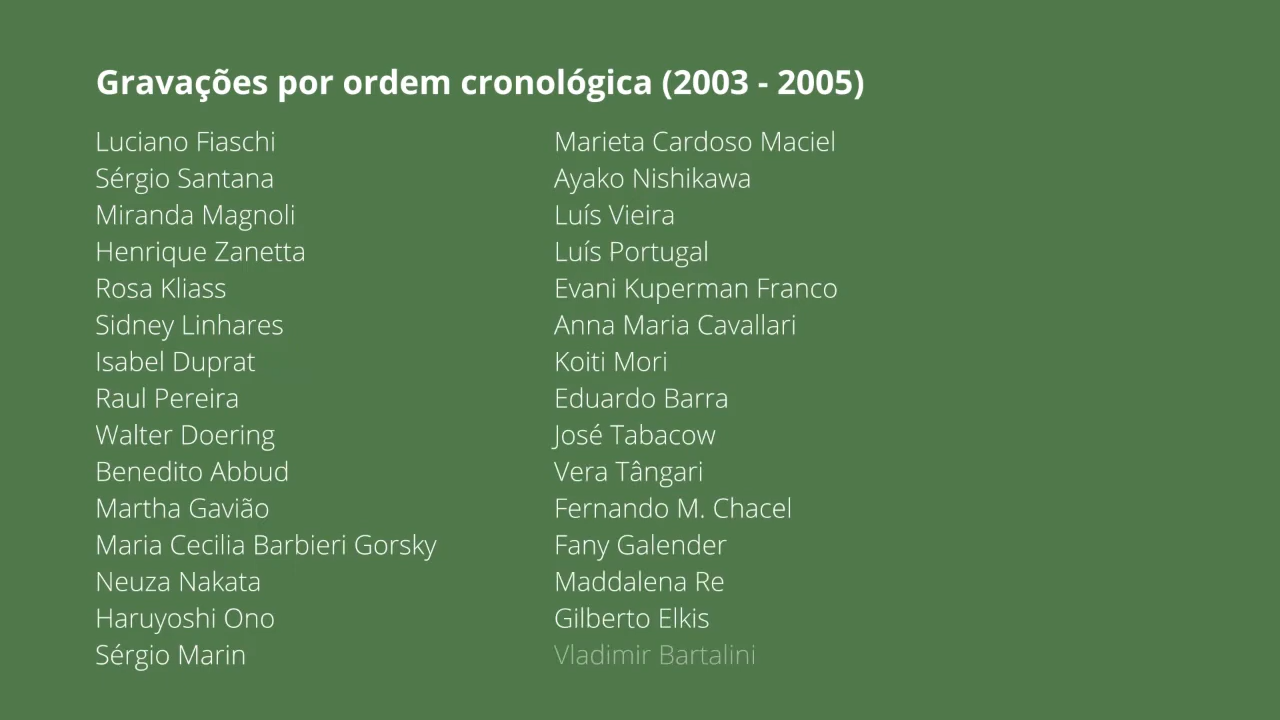 Gravações por ordem cronológica (2003 - 2005)
Luciano Fiaschi
Sérgio Santana
Miranda Magnoli
Henrique Zanetta
Rosa Kliass
Sidney Linhares
Isabel Duprat
Raul Pereira
Walter Doering
Benedito Abbud
Martha Gavião
Maria Cecilia Barbieri Gorsky
Neuza Nakata
Haruyoshi Ono
Sérgio Marin
Marieta Cardoso Maciel
Ayako Nishikawa
Luís Vieira
Luís Portugal
Evani Kuperman Franco
Anna Maria Cavallari
Koiti Mori
Eduardo Barra
José Tabacow
Vera Tângari
Fernando M. Chacel
Fany Galender
Maddalena Re
Gilberto Elkis
Vladimir Bartalini